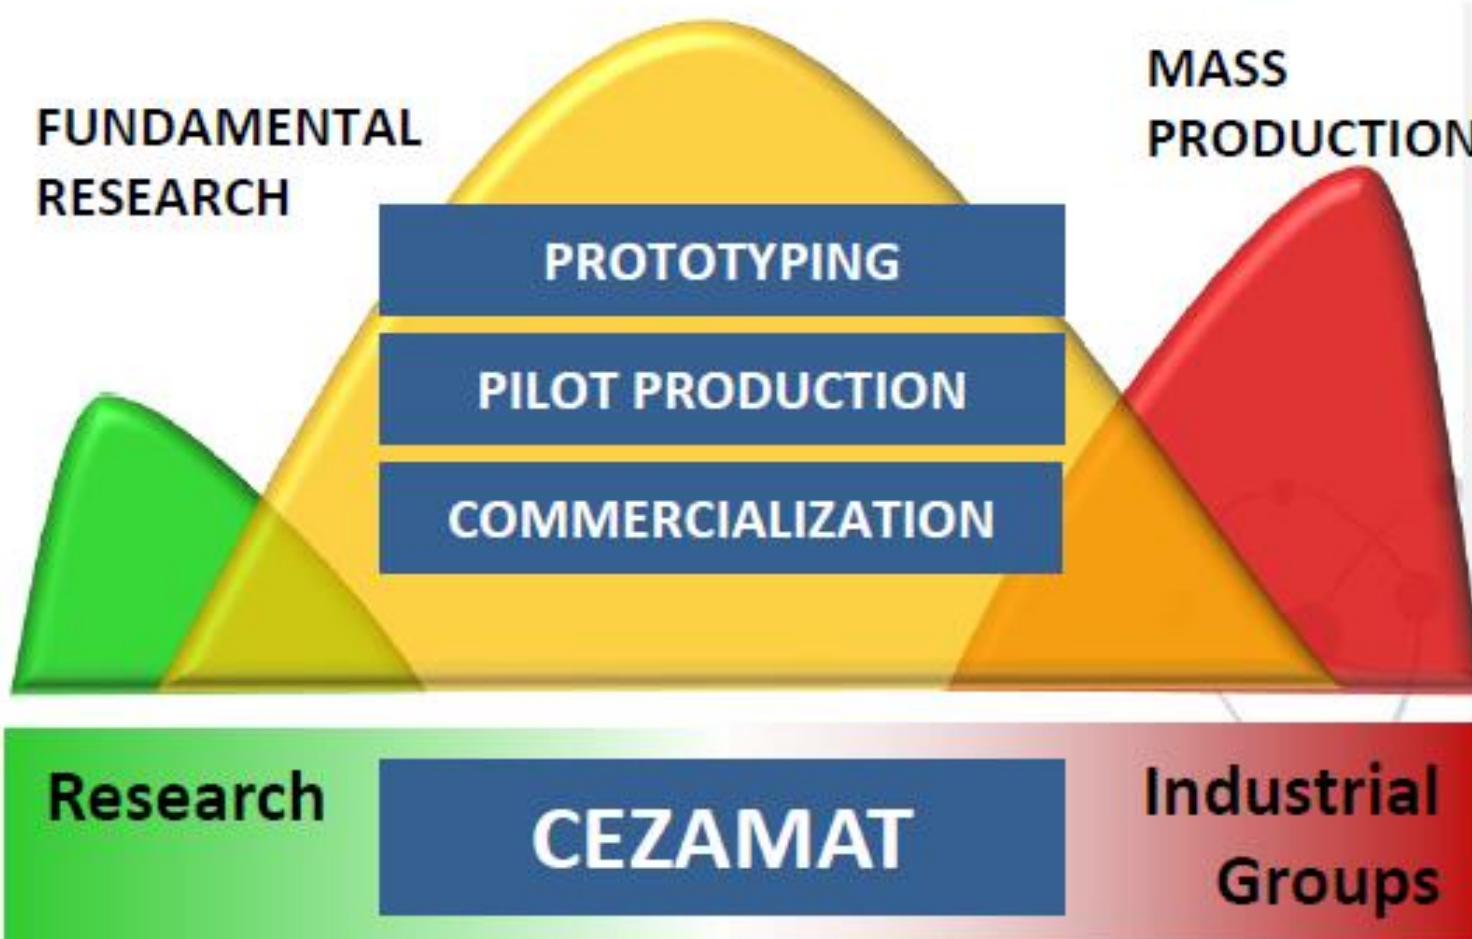 FUNDAMENTAL
RESEARCH
MASS
PRODUCTION
PROTOTYPING
PILOT PRODUCTION
COMMERCIALIZATION
Research
CEZAMAT
Industrial
Groups